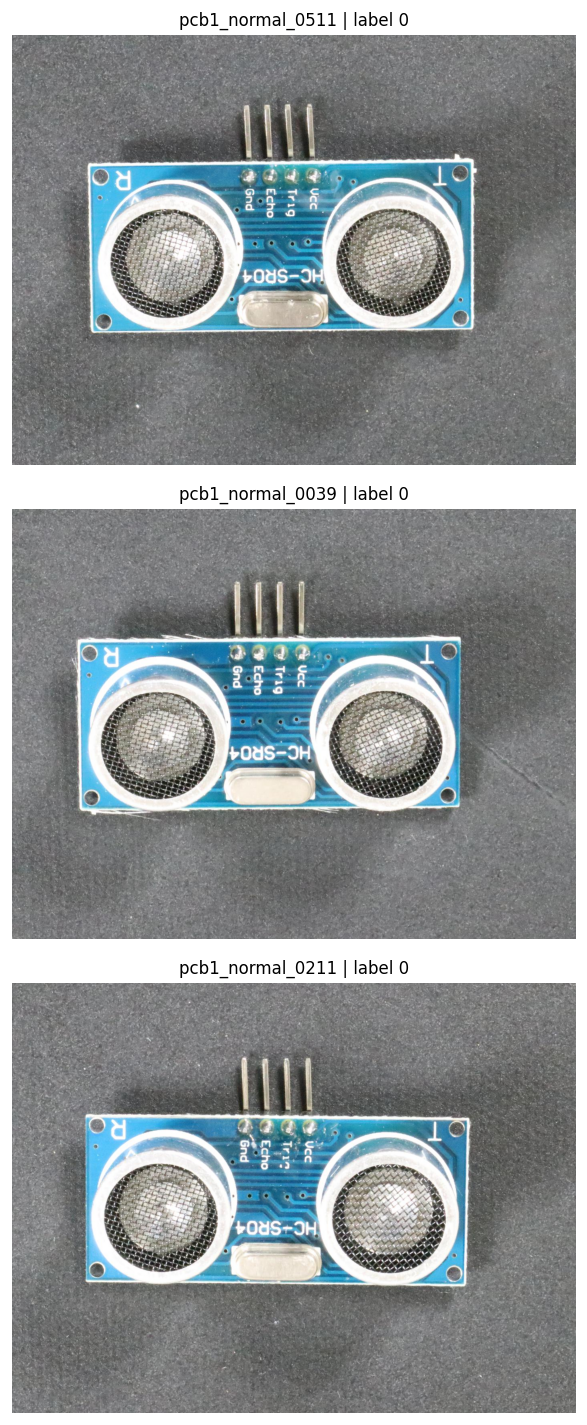 pcb1_normal_0511 | label 0
R
T
Gnd
Echo
Trig
Vcc
HC-SR04
pcb1_normal_0039 | label 0
R
T
Gnd
Echo
Trig
Vcc
HC-SR04
pcb1_normal_0211 | label 0
R
T
Gnd
Echo
Trig
Vcc
HC-SR04